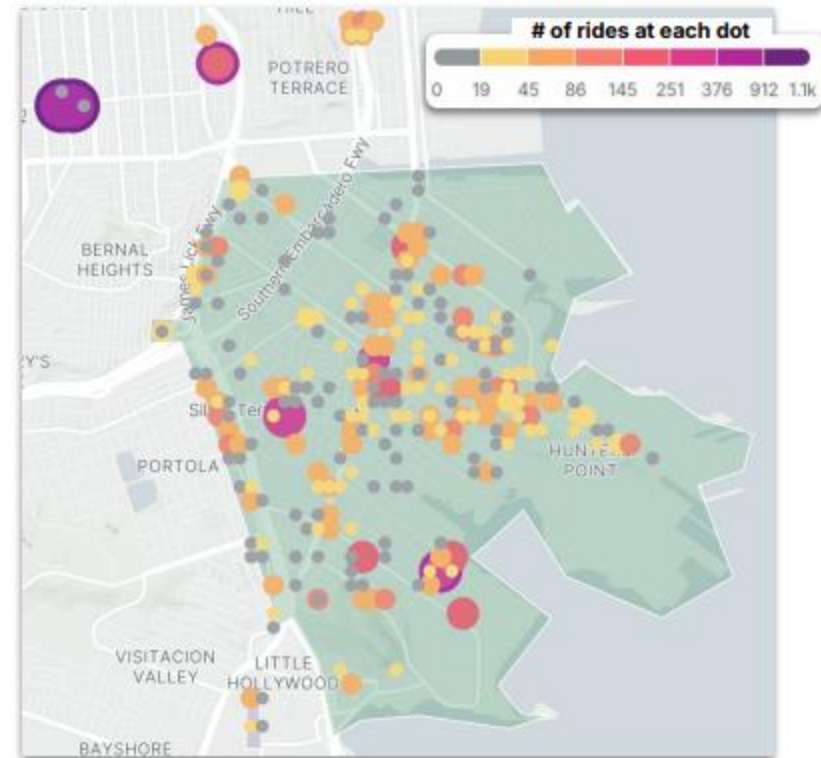 # of rides at each dot
0 19 45 86 145 251 376 912 1.1k
POTRERO
TERRACE
James Lick Fwy
Southern Embarcadero Fwy
BERNAL
HEIGHTS
Y'S
PORTOLA
POINT
VISITACION
VALLEY
LITTLE
HOLLYWOOD
BAYSHORE